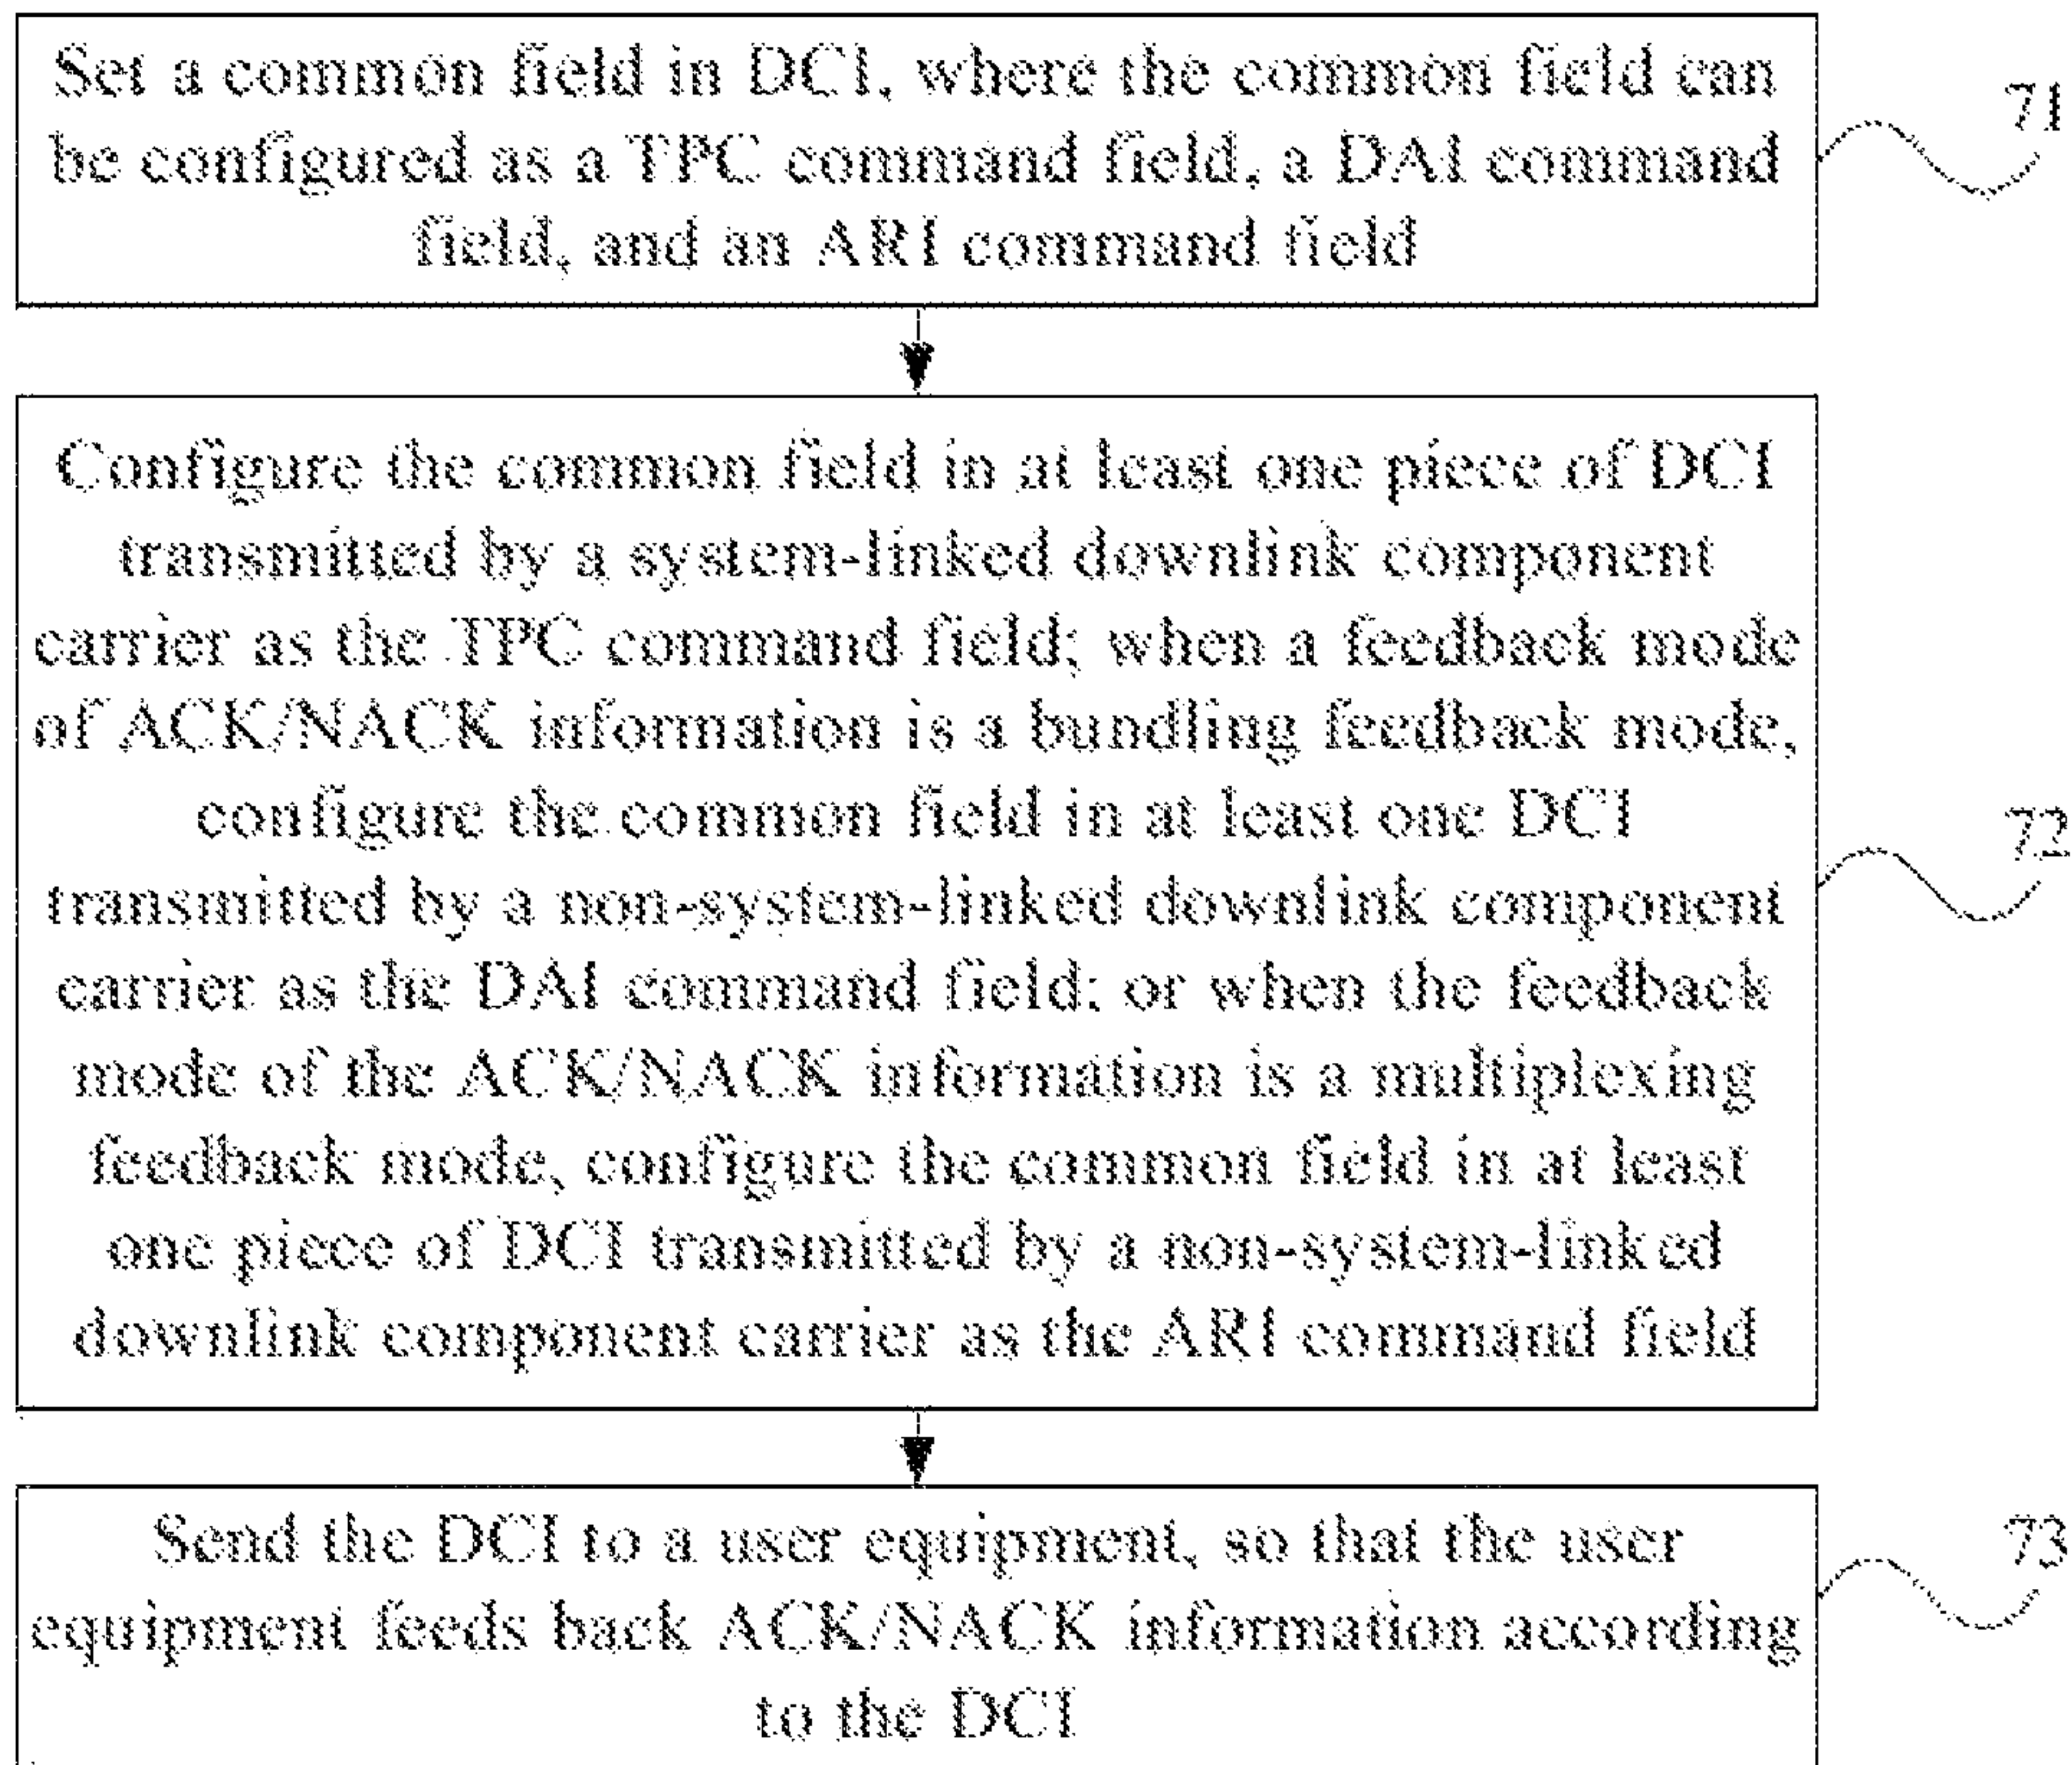 Set a common field in DCI, where the common field can
be configured as a TPC command field, a DAI command
field, and an ARI command field
71
Configure the common field in at least one piece of DCI
transmitted by a system-linked downlink component
carrier as the TPC command field; when a feedback mode
of ACK/NACK information is a bundling feedback mode,
configure the common field in at least one DCI
transmitted by a non-system-linked downlink component
carrier as the DAI command field; or when the feedback
mode of the ACK/NACK information is a multiplexing
feedback mode, configure the common field in at least
one piece of DCI transmitted by a non-system-linked
downlink component carrier as the ARI command field
72
Send the DCI to a user equipment, so that the user
equipment feeds back ACK/NACK information according
to the DCI
73